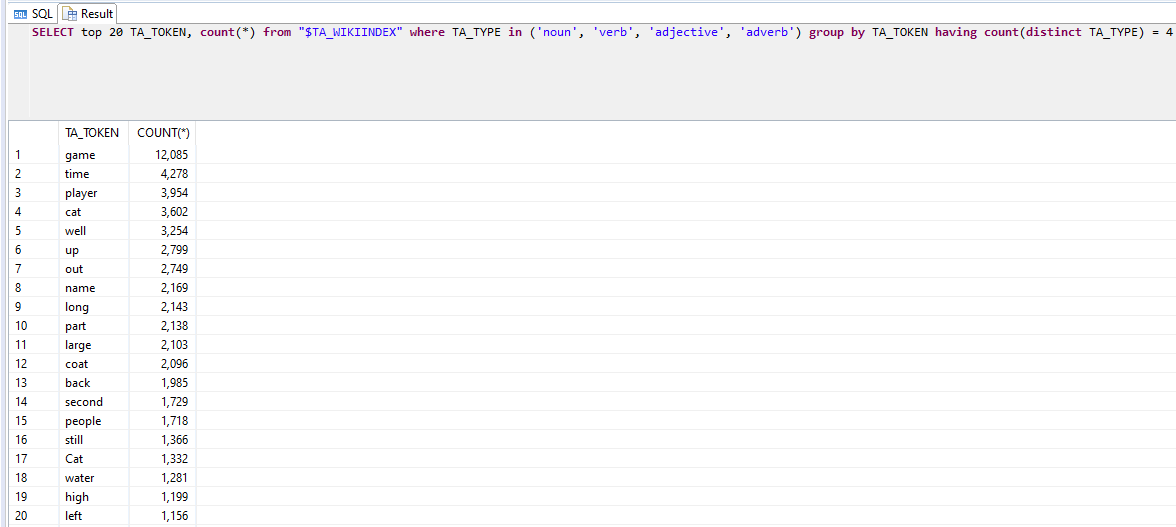 SQL Result
SELECT top 20 TA_TOKEN, count(*) from "$TA_WIKIINDEX" where TA_TYPE in ('noun', 'verb', 'adjective', 'adverb') group by TA_TOKEN having count(distinct TA_TYPE) = 4
TA_TOKEN COUNT(*)
1 game 12,085
2 time 4,278
3 player 3,954
4 cat 3,602
5 well 3,254
6 up 2,799
7 out 2,749
8 name 2,169
9 long 2,143
10 part 2,138
11 large 2,103
12 coat 2,096
13 back 1,985
14 second 1,729
15 people 1,718
16 still 1,366
17 Cat 1,332
18 water 1,281
19 high 1,199
20 left 1,156